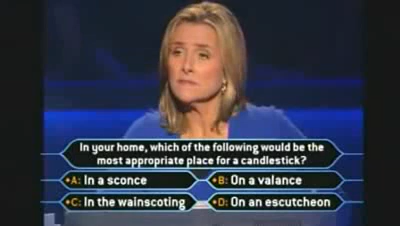 In your home, which of the following would be the
most appropriate place for a candlestick?
A: In a sconce
B: On a valance
C: In the wainscoting
D: On an escutcheon